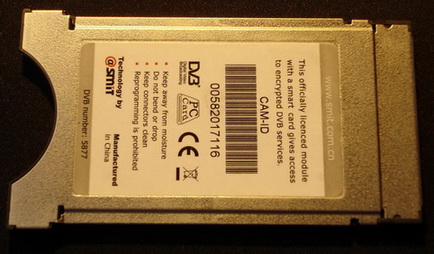 www.smit.com.cn
This officially licenced module
with a smart card gives access
to encrypted DVB services.
CAM-ID
00582017116
DVB
PC
Card
CE
• Keep away from moisture
• Do not bend or drop
• Keep connectors clean
• Reprogramming is prohibited
Technology by
@SMiT
Manufactured
in China
DVB number: 5877